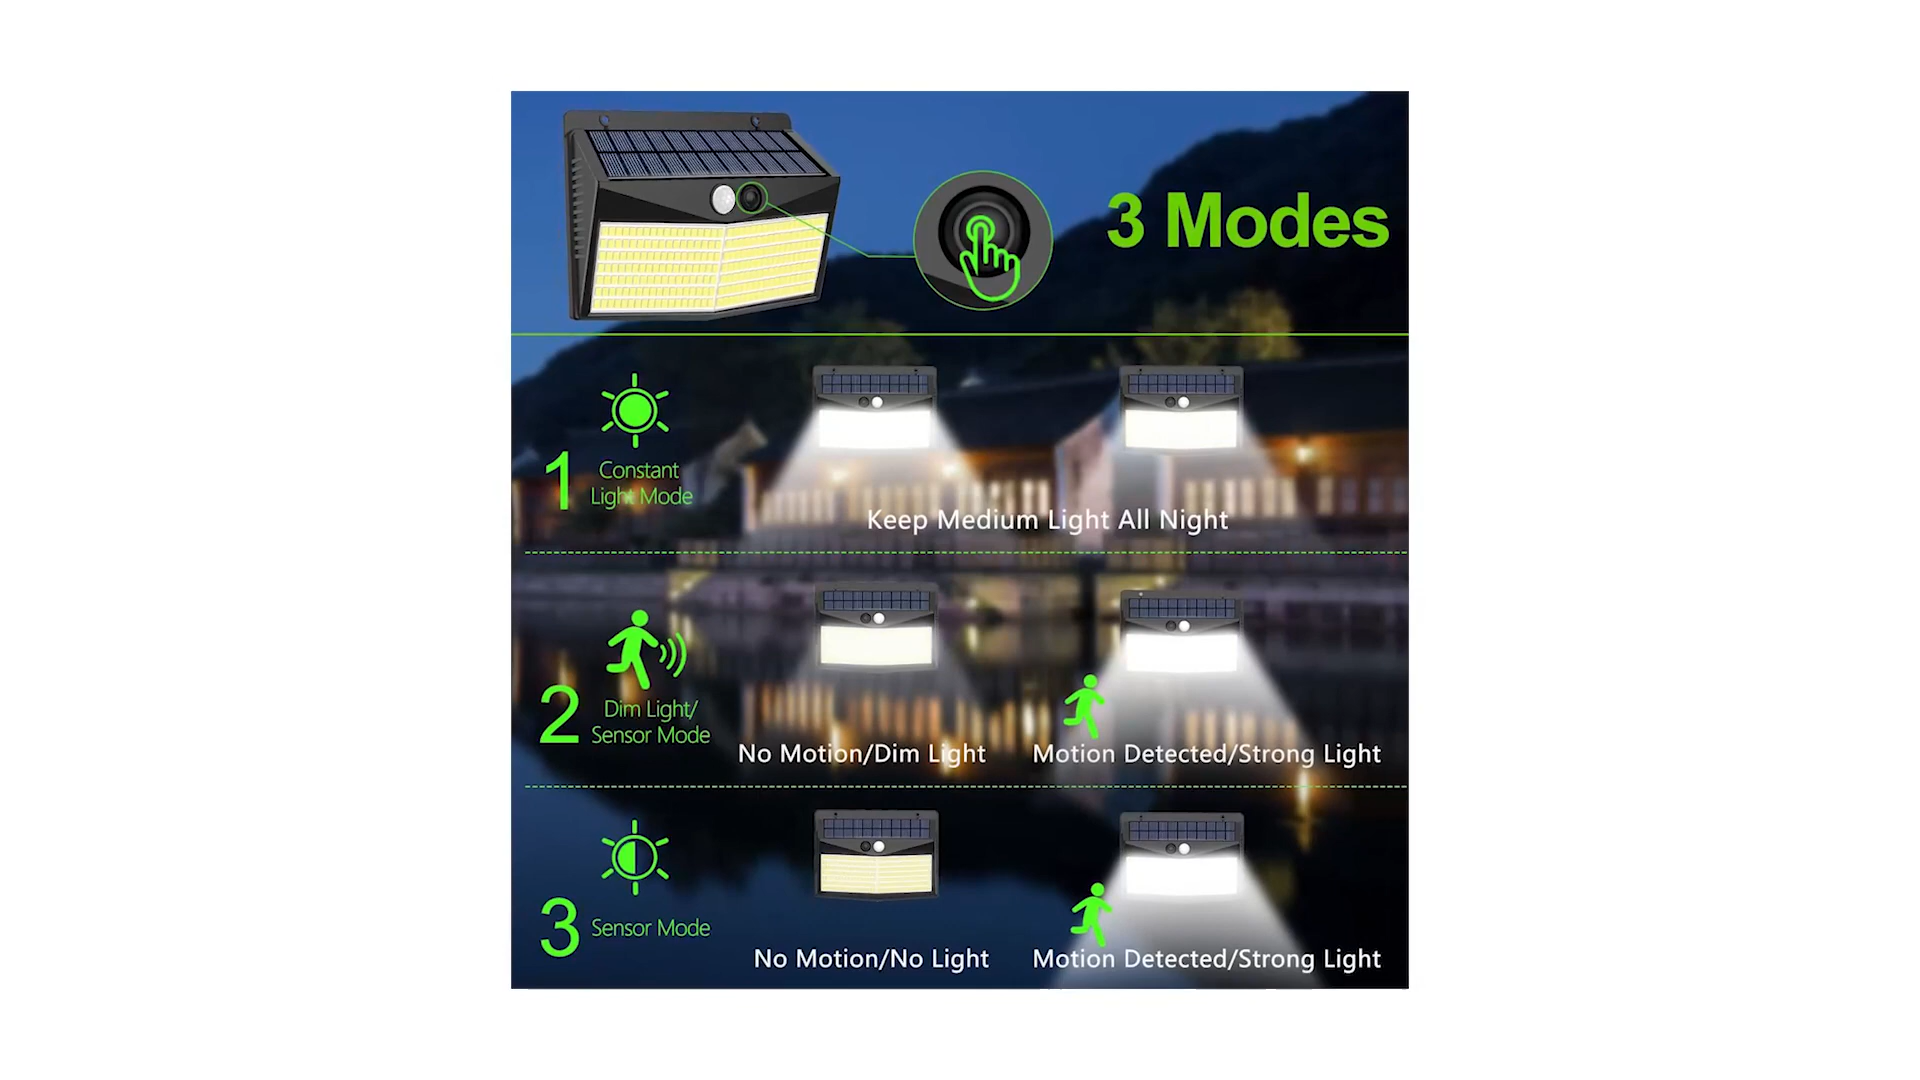 3 Modes
1
Constant
Light Mode
Keep Medium Light All Night
2
Dim Light/
Sensor Mode
No Motion/Dim Light
Motion Detected/Strong Light
3
Sensor Mode
No Motion/No Light
Motion Detected/Strong Light